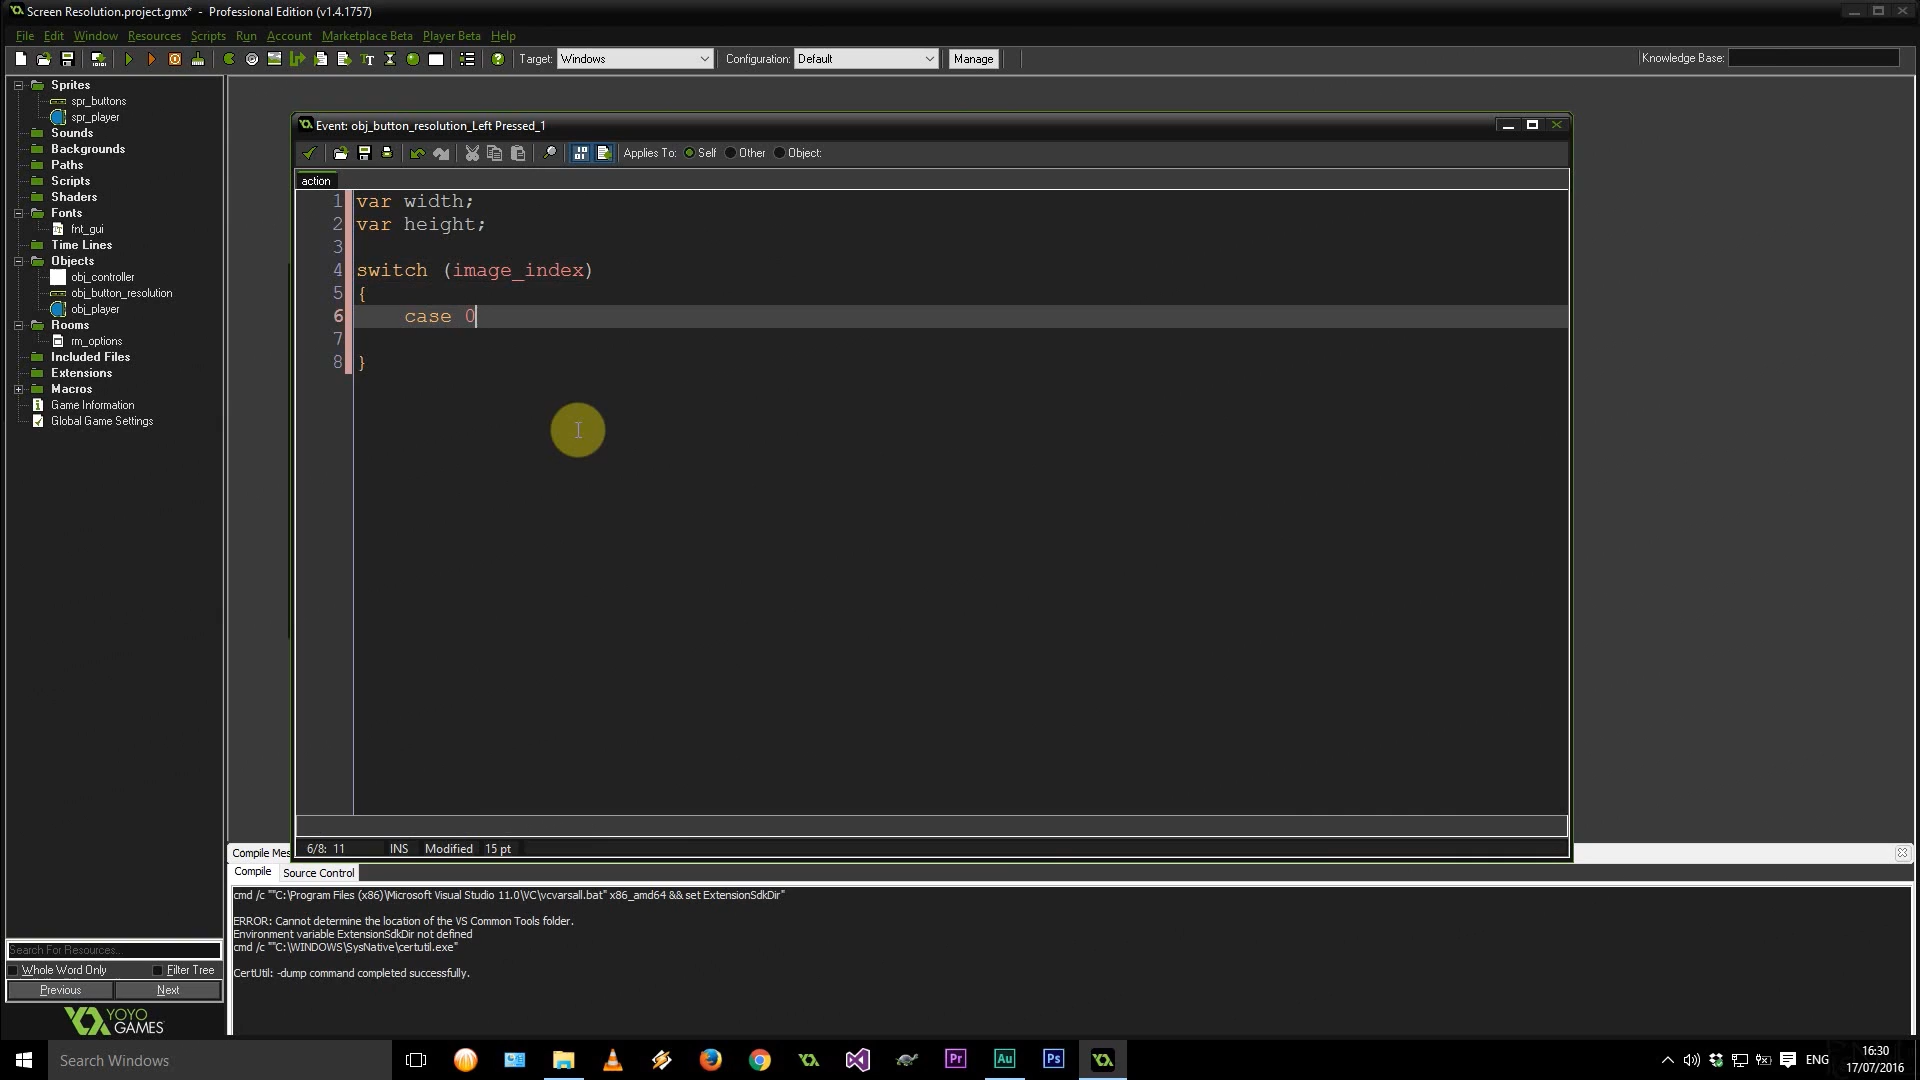 Screen Resolution.project.gmx* - Professional Edition (v1.4.1757)
File Edit Window Resources Scripts Run Account Marketplace Beta Player Beta Help
Target: Windows Configuration: Default Manage Knowledge Base:
Sprites
spr_buttons
spr_player
Sounds
Backgrounds
Paths
Scripts
Shaders
Fonts
fnt_gui
Time Lines
Objects
obj_controller
obj_button_resolution
obj_player
Rooms
rm_options
Included Files
Extensions
Macros
Game Information
Global Game Settings
Event: obj_button_resolution_Left Pressed_1
Applies To: Self Other Object:
action
1 var width;
2 var height;
3
4 switch (image_index)
5 {
6 case 0
7
8 }
6/8: 11 INS Modified 15 pt
Compile Mes
Compile Source Control
cmd /c ""C:\Program Files (x86)\Microsoft Visual Studio 11.0\VC\vcvarsall.bat" x86_amd64 && set ExtensionSdkDir"
ERROR: Cannot determine the location of the VS Common Tools folder.
Environment variable ExtensionSdkDir not defined
cmd /c ""C:\WINDOWS\SysNative\certutil.exe"
CertUtil: -dump command completed successfully.
Search For Resources...
Whole Word Only Filter Tree
Previous Next
YOYO
GAMES
Search Windows
Pr Au Ps
ENG
16:30
17/07/2016